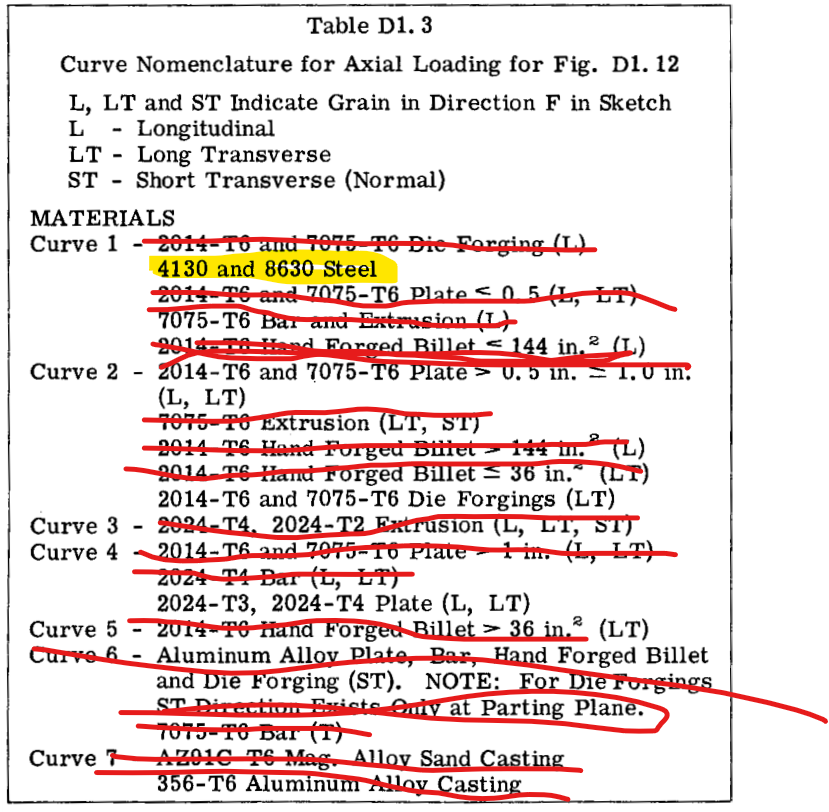 Table D1.3
Curve Nomenclature for Axial Loading for Fig. D1.12
L, LT and ST Indicate Grain in Direction F in Sketch
L - Longitudinal
LT - Long Transverse
ST - Short Transverse (Normal)
MATERIALS
Curve 1 - 2014-T6 and 7075-T6 Die Forging (L)
4130 and 8630 Steel
2014-T6 and 7075-T6 Plate ≤ 0.5 (L, LT)
7075-T6 Bar and Extrusion (L)
2014-T6 Hand Forged Billet ≤ 144 in.² (L)
Curve 2 - 2014-T6 and 7075-T6 Plate > 0.5 in. ≤ 1.0 in.
(L, LT)
7075-T6 Extrusion (LT, ST)
2014-T6 Hand Forged Billet > 144 in.² (L)
2014-T6 Hand Forged Billet ≤ 36 in.² (LT)
2014-T6 and 7075-T6 Die Forgings (LT)
Curve 3 - 2024-T4, 2024-T2 Extrusion (L, LT, ST)
Curve 4 - 2014-T6 and 7075-T6 Plate > 1 in. (L, LT)
2024-T4 Bar (L, LT)
2024-T3, 2024-T4 Plate (L, LT)
Curve 5 - 2014-T6 Hand Forged Billet > 36 in.² (LT)
Curve 6 - Aluminum Alloy Plate, Bar, Hand Forged Billet
and Die Forging (ST). NOTE: For Die Forgings
ST Direction Exists Only at Parting Plane.
7075-T6 Bar (T)
Curve 7 - AZ91C-T6 Mag. Alloy Sand Casting
356-T6 Aluminum Alloy Casting